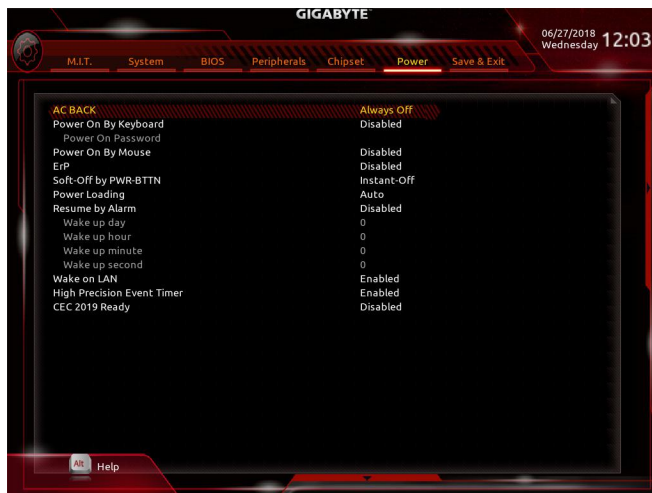 GIGABYTE™
06/27/2018 Wednesday 12:03
M.I.T. System BIOS Peripherals Chipset Power Save & Exit
AC BACK Always Off
Power On By Keyboard Disabled
Power On Password
Power On By Mouse Disabled
ErP Disabled
Soft-Off by PWR-BTTN Instant-Off
Power Loading Auto
Resume by Alarm Disabled
Wake up day 0
Wake up hour 0
Wake up minute 0
Wake up second 0
Wake on LAN Enabled
High Precision Event Timer Enabled
CEC 2019 Ready Disabled
Alt Help